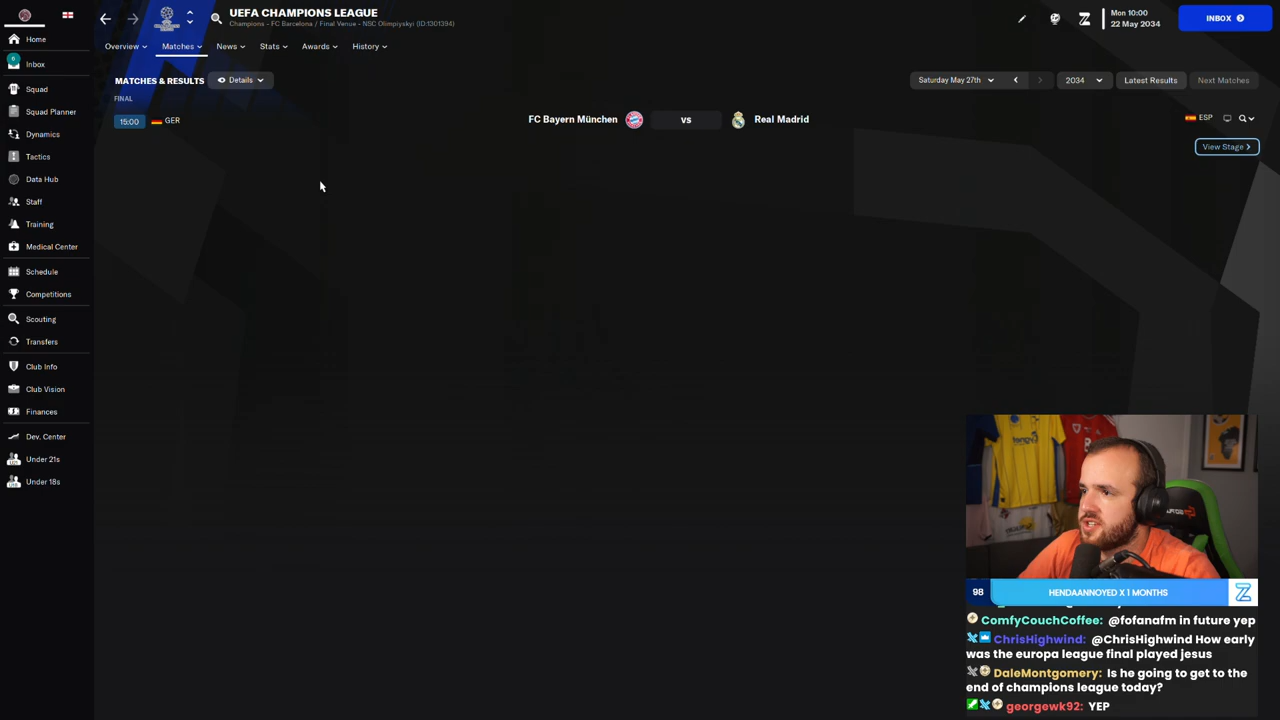 UEFA CHAMPIONS LEAGUE
Champions - FC Barcelona / Final Venue - NSC Olimpiyskyi (ID:1301394)
Mon 10:00
22 May 2034
INBOX
Overview Matches News Stats Awards History
Home
6
Inbox
Squad
Squad Planner
Dynamics
Tactics
Data Hub
Staff
Training
Medical Center
Schedule
Competitions
Scouting
Transfers
Club Info
Club Vision
Finances
Dev. Center
Under 21s
Under 18s
MATCHES & RESULTS Details Saturday May 27th 2034 Latest Results Next Matches
FINAL
15:00 GER FC Bayern München vs Real Madrid ESP
View Stage
98 HENDAANNOYED X 1 MONTHS
ComfyCouchCoffee: @fofanafm in future yep
ChrisHighwind: @ChrisHighwind How early
was the europa league final played jesus
DaleMontgomery: Is he going to get to the
end of champions league today?
georgewk92: YEP